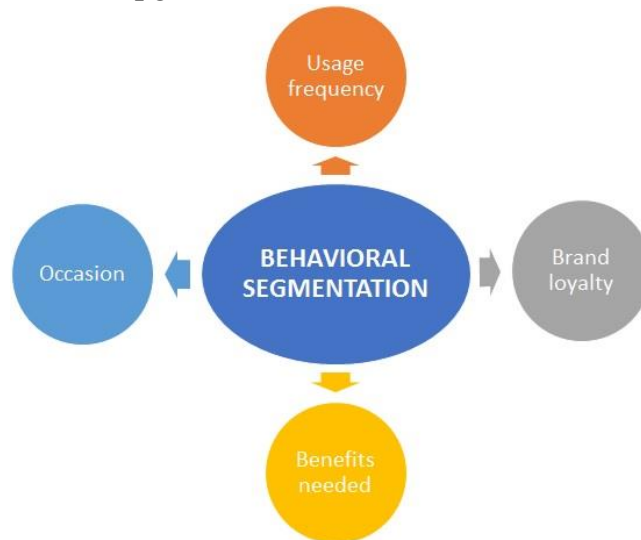 Usage
frequency
Occasion
BEHAVIORAL
SEGMENTATION
Brand
loyalty
Benefits
needed